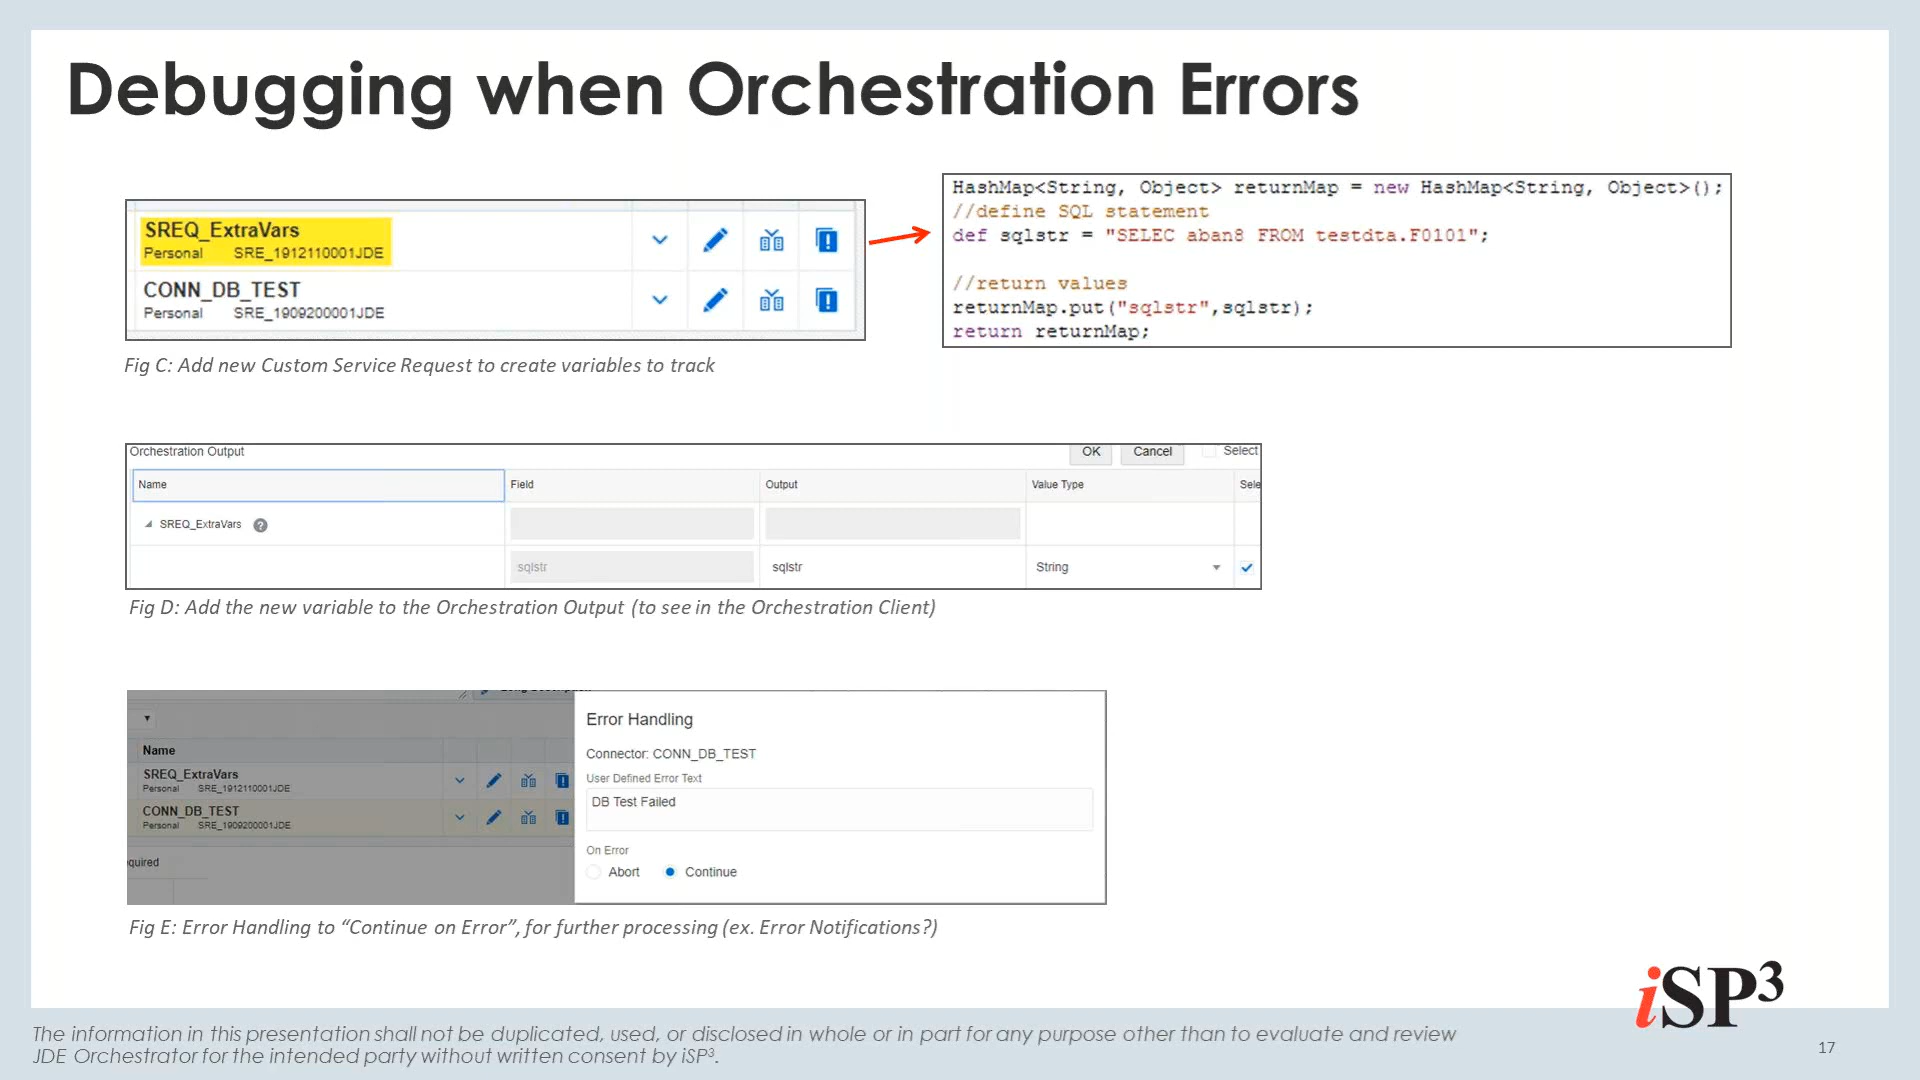 Debugging when Orchestration Errors
SREQ_ExtraVars
Personal SRE_1912110001JDE
CONN_DB_TEST
Personal SRE_1909200001JDE
HashMap<String, Object> returnMap = new HashMap<String, Object>();
//define SQL statement
def sqlstr = "SELEC aban8 FROM testdta.F0101";
//return values
returnMap.put("sqlstr",sqlstr);
return returnMap;
Fig C: Add new Custom Service Request to create variables to track
Orchestration Output OK Cancel Select
Name Field Output Value Type Sele
SREQ_ExtraVars ?
sqlstr sqlstr String
Fig D: Add the new variable to the Orchestration Output (to see in the Orchestration Client)
Name
SREQ_ExtraVars
Personal SRE_1912110001JDE
CONN_DB_TEST
Personal SRE_1909200001JDE
quired
Error Handling
Connector: CONN_DB_TEST
User Defined Error Text
DB Test Failed
On Error
Abort Continue
Fig E: Error Handling to “Continue on Error”, for further processing (ex. Error Notifications?)
iSP3
The information in this presentation shall not be duplicated, used, or disclosed in whole or in part for any purpose other than to evaluate and review
JDE Orchestrator for the intended party without written consent by iSP³.
17